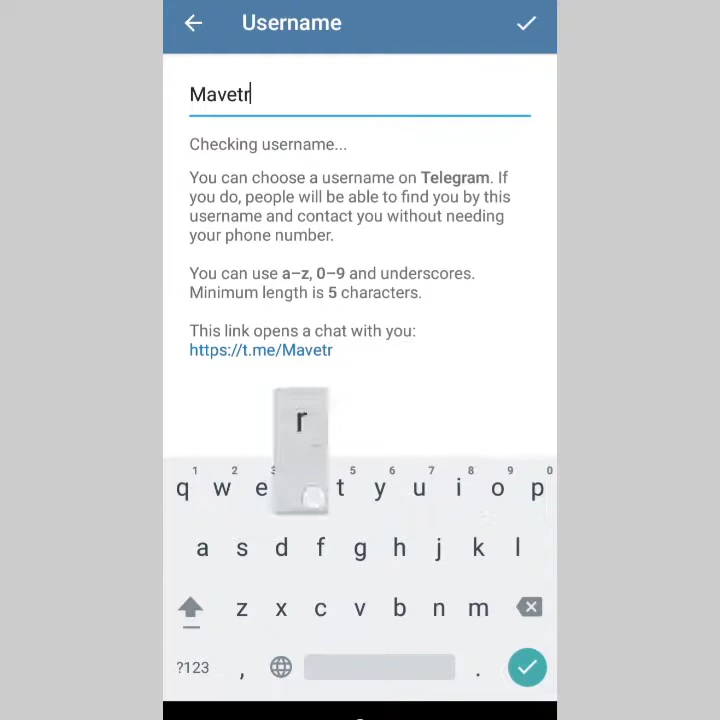 Username
Mavetr
Checking username...
You can choose a username on Telegram. If
you do, people will be able to find you by this
username and contact you without needing
your phone number.
You can use a–z, 0–9 and underscores.
Minimum length is 5 characters.
This link opens a chat with you:
https://t.me/Mavetr
r
1 2 3 5 6 7 8 9 0
q w e t y u i o p
a s d f g h j k l
z x c v b n m
?123 , .